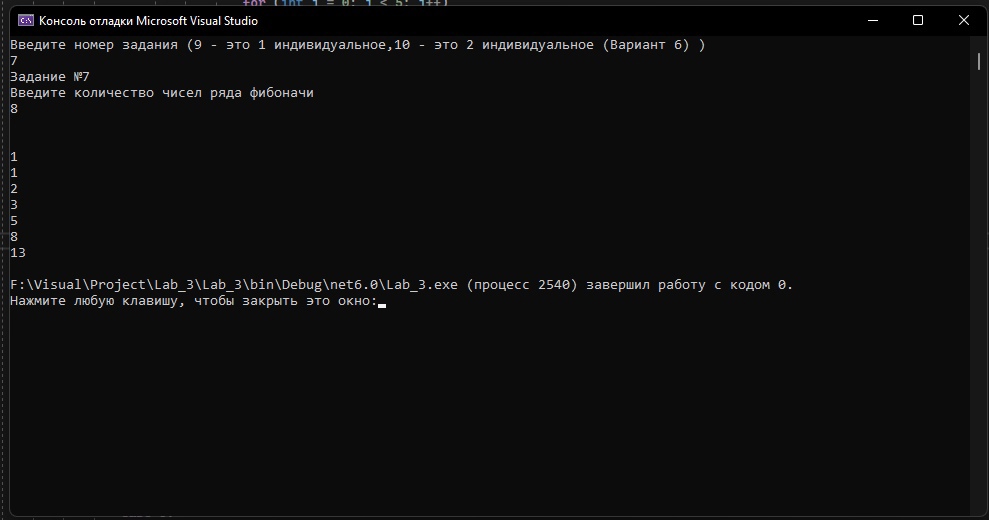 for (int j = 0; j < 5; j++)
Консоль отладки Microsoft Visual Studio
Введите номер задания (9 - это 1 индивидуальное,10 - это 2 индивидуальное (Вариант 6) )
7
Задание №7
Введите количество чисел ряда фибоначи
8
1
1
2
3
5
8
13
F:\Visual\Project\Lab_3\Lab_3\bin\Debug\net6.0\Lab_3.exe (процесс 2540) завершил работу с кодом 0.
Нажмите любую клавишу, чтобы закрыть это окно: